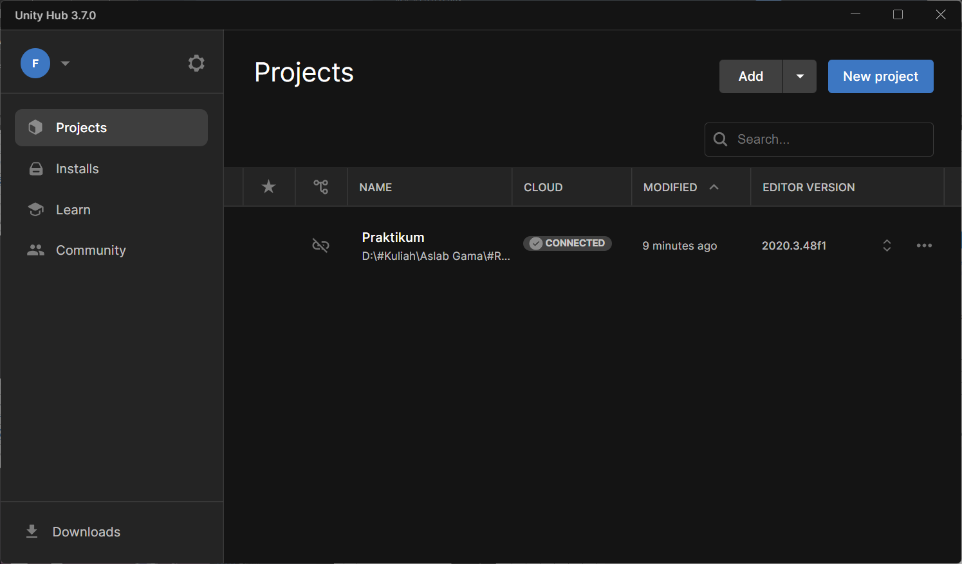 Unity Hub 3.7.0
F
Projects
Installs
Learn
Community
Downloads
Projects
Add
New project
Search...
NAME CLOUD MODIFIED EDITOR VERSION
Praktikum CONNECTED 9 minutes ago 2020.3.48f1
D:\#Kuliah\Aslab Gama\#R...